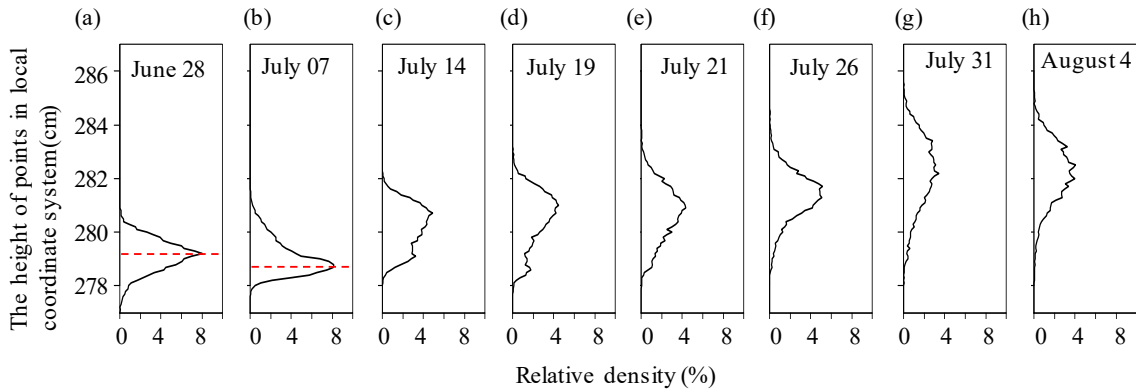 (a) (b) (c) (d) (e) (f) (g) (h)
The height of points in local
coordinate system(cm)
286
284
282
280
278
June 28 July 07 July 14 July 19 July 21 July 26 July 31 August 4
0 4 8 0 4 8 0 4 8 0 4 8 0 4 8 0 4 8 0 4 8 0 4 8
Relative density (%)